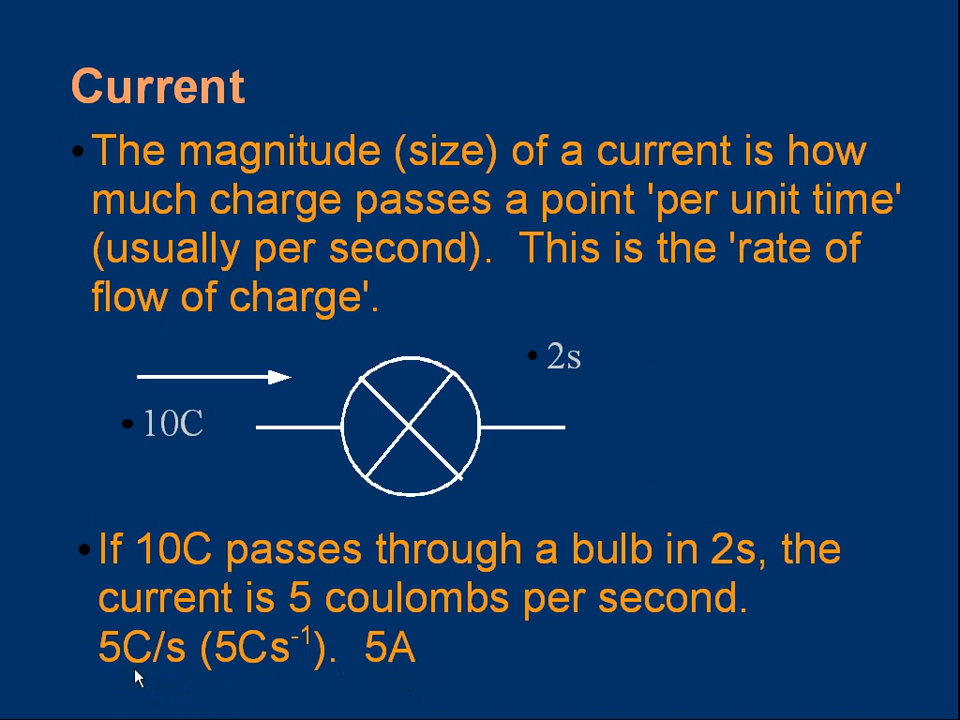 Current
• The magnitude (size) of a current is how
much charge passes a point 'per unit time'
(usually per second).  This is the 'rate of
flow of charge'.
• 2s
• 10C
• If 10C passes through a bulb in 2s, the
current is 5 coulombs per second.
5C/s (5Cs⁻¹).  5A